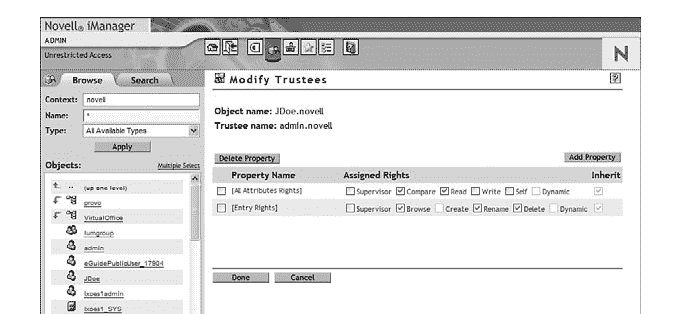 Novell® iManager
ADMIN
Unrestricted Access
N
Browse Search
Context: novell
Name: *
Type: All Available Types
Apply
Objects: Multiple Select
.. (up one level)
provo
VirtualOffice
lumgroup
admin
eGuidePublicUser_17904
JDoe
lxoes1admin
lxoes1_SYS
Modify Trustees
Object name: JDoe.novell
Trustee name: admin.novell
Delete Property Add Property
Property Name Assigned Rights Inherit
[All Attributes Rights] Supervisor Compare Read Write Self Dynamic
[Entry Rights] Supervisor Browse Create Rename Delete Dynamic
Done Cancel